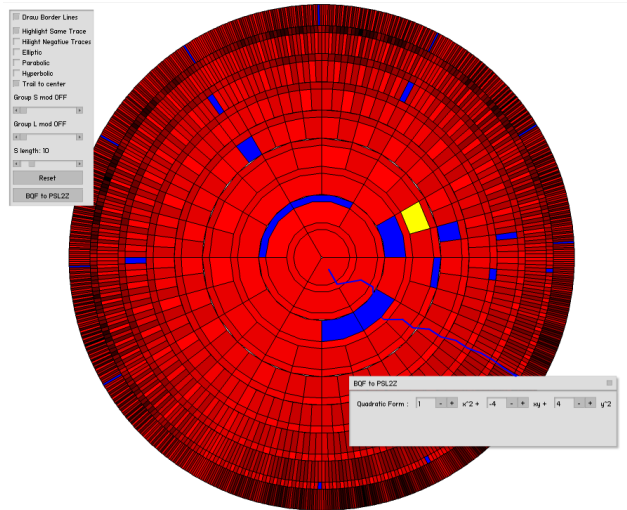 Draw Border Lines
Highlight Same Trace
Hilight Negative Traces
Elliptic
Parabolic
Hyperbolic
Trail to center
Group S mod OFF
Group L mod OFF
S length: 10
Reset
BQF to PSL2Z
BQF to PSL2Z
Quadratic Form : 1 - + x^2 + -4 - + xy + 4 - + y^2